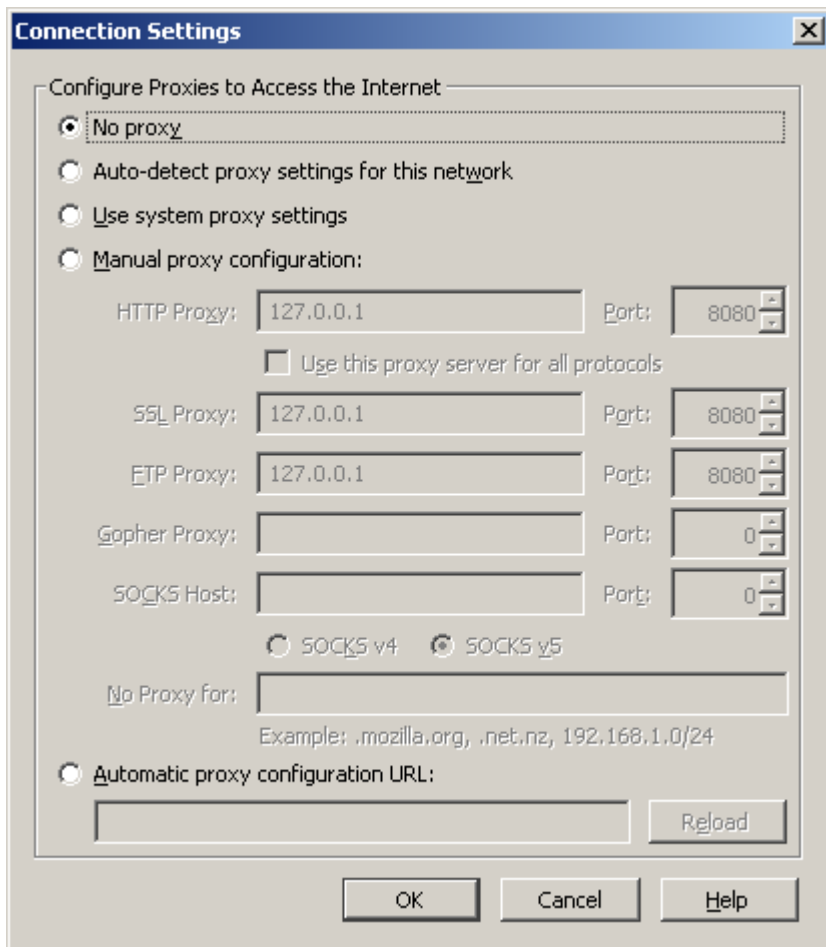 Connection Settings
Configure Proxies to Access the Internet
No proxy
Auto-detect proxy settings for this network
Use system proxy settings
Manual proxy configuration:
HTTP Proxy: 127.0.0.1 Port: 8080
Use this proxy server for all protocols
SSL Proxy: 127.0.0.1 Port: 8080
FTP Proxy: 127.0.0.1 Port: 8080
Gopher Proxy: Port: 0
SOCKS Host: Port: 0
SOCKS v4 SOCKS v5
No Proxy for:
Example: .mozilla.org, .net.nz, 192.168.1.0/24
Automatic proxy configuration URL:
Reload
OK Cancel Help